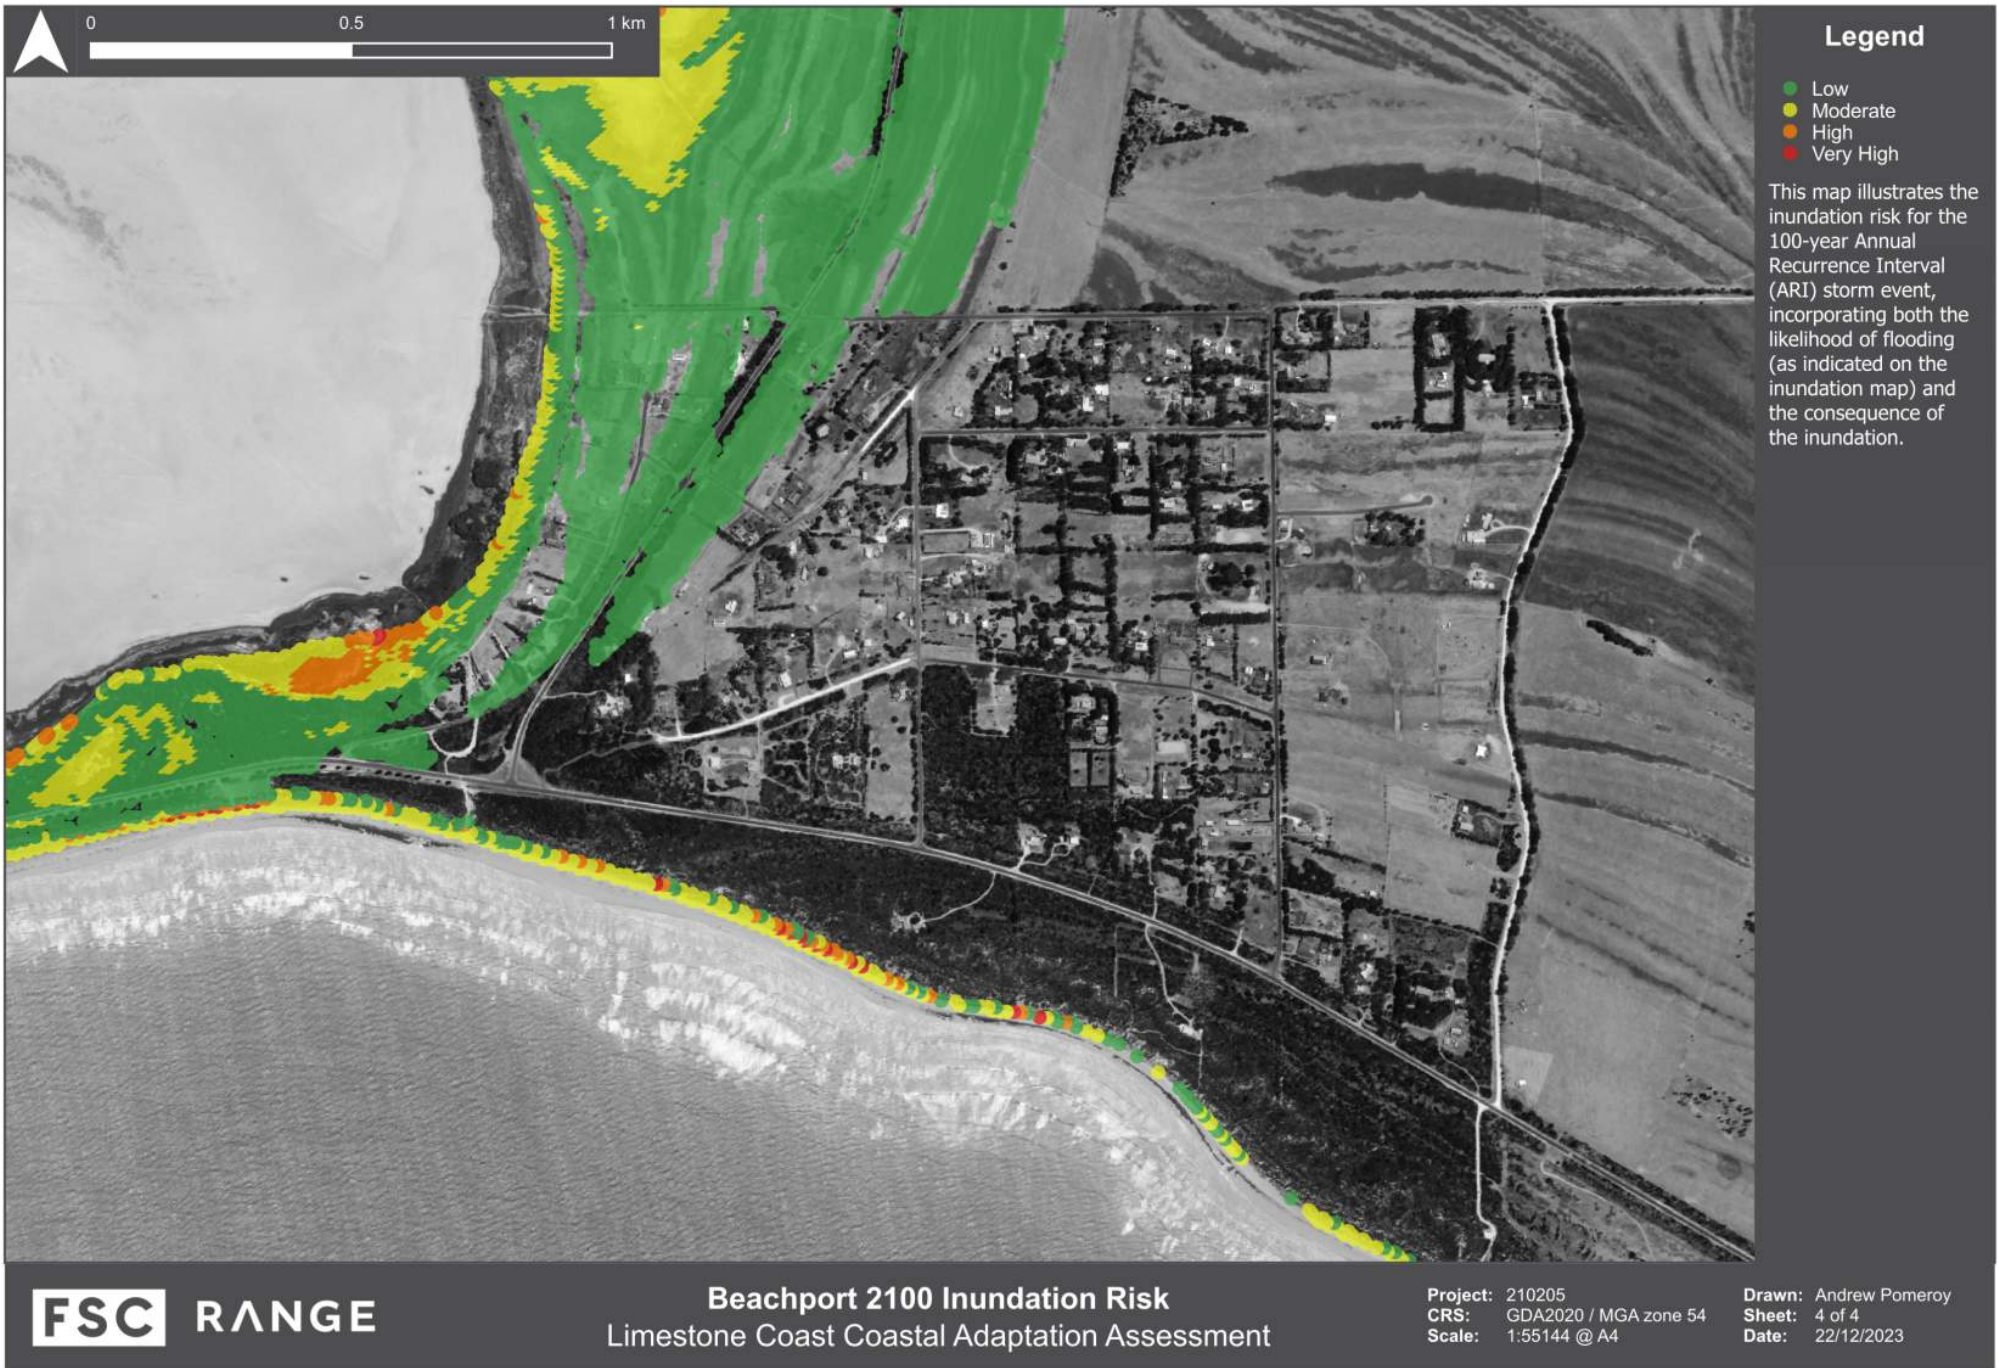 0 0.5 1 km
Legend
Low
Moderate
High
Very High
This map illustrates the
inundation risk for the
100-year Annual
Recurrence Interval
(ARI) storm event,
incorporating both the
likelihood of flooding
(as indicated on the
inundation map) and
the consequence of
the inundation.
FSC RΛNGE
Beachport 2100 Inundation Risk
Limestone Coast Coastal Adaptation Assessment
Project: 210205
CRS: GDA2020 / MGA zone 54
Scale: 1:55144 @ A4
Drawn: Andrew Pomeroy
Sheet: 4 of 4
Date: 22/12/2023